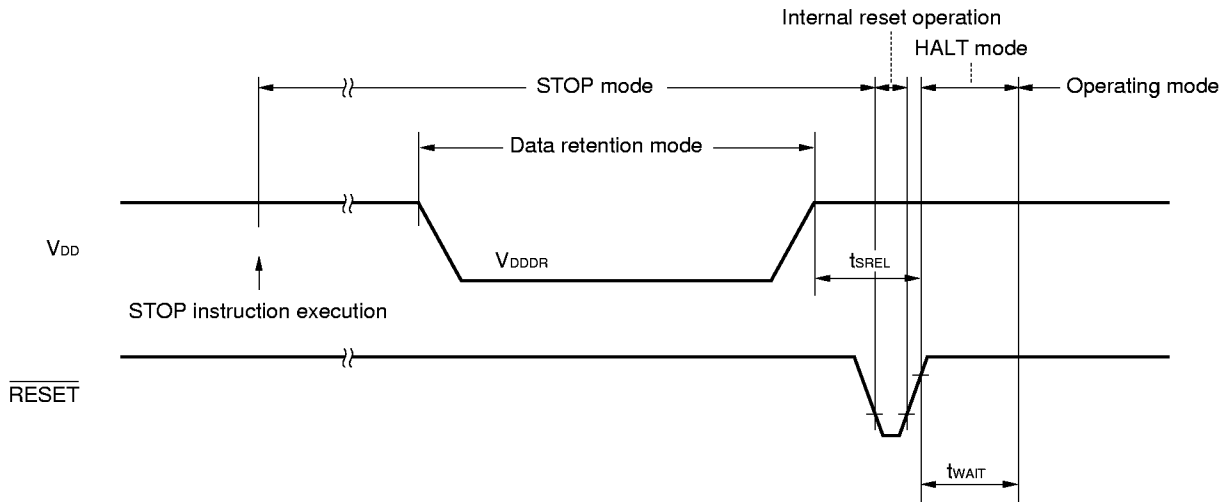 Internal reset operation
HALT mode
STOP mode
Operating mode
Data retention mode
VDD
VDDDR
tSREL
STOP instruction execution
RESET
tWAIT